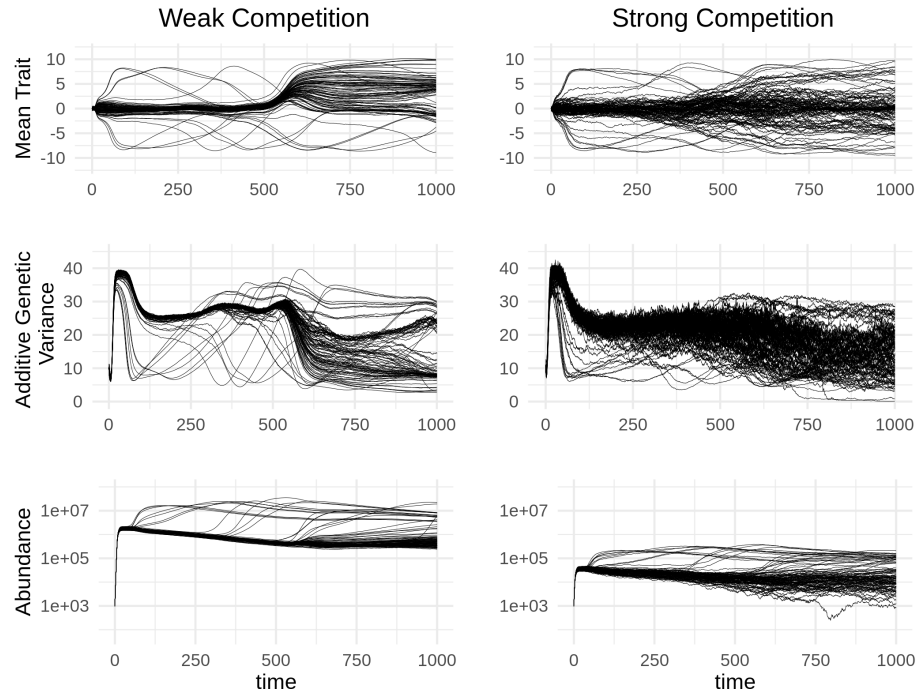 Weak Competition
Strong Competition
Mean Trait
10
5
0
-5
-10
0 250 500 750 1000
10
5
0
-5
-10
0 250 500 750 1000
Additive Genetic
Variance
40
30
20
10
0
0 250 500 750 1000
40
30
20
10
0
0 250 500 750 1000
Abundance
1e+07
1e+05
1e+03
0 250 500 750 1000
time
1e+07
1e+05
1e+03
0 250 500 750 1000
time